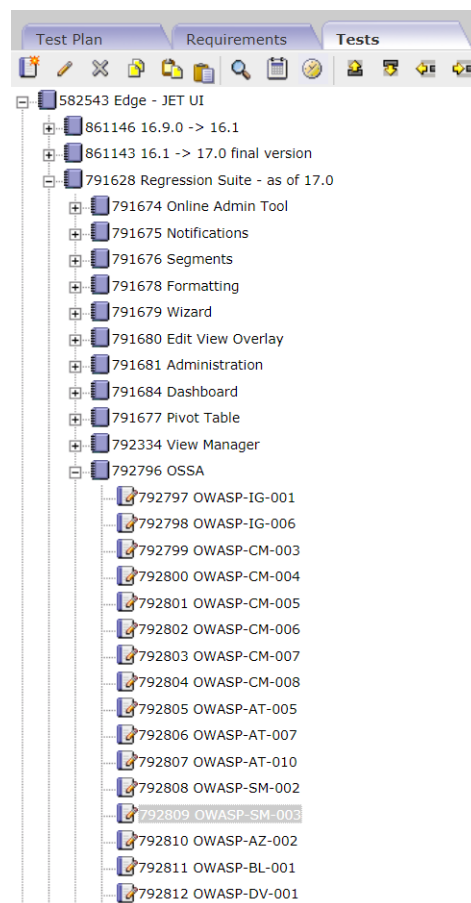 Test Plan Requirements Tests
582543 Edge - JET UI
861146 16.9.0 -> 16.1
861143 16.1 -> 17.0 final version
791628 Regression Suite - as of 17.0
791674 Online Admin Tool
791675 Notifications
791676 Segments
791678 Formatting
791679 Wizard
791680 Edit View Overlay
791681 Administration
791684 Dashboard
791677 Pivot Table
792334 View Manager
792796 OSSA
792797 OWASP-IG-001
792798 OWASP-IG-006
792799 OWASP-CM-003
792800 OWASP-CM-004
792801 OWASP-CM-005
792802 OWASP-CM-006
792803 OWASP-CM-007
792804 OWASP-CM-008
792805 OWASP-AT-005
792806 OWASP-AT-007
792807 OWASP-AT-010
792808 OWASP-SM-002
792809 OWASP-SM-003
792810 OWASP-AZ-002
792811 OWASP-BL-001
792812 OWASP-DV-001